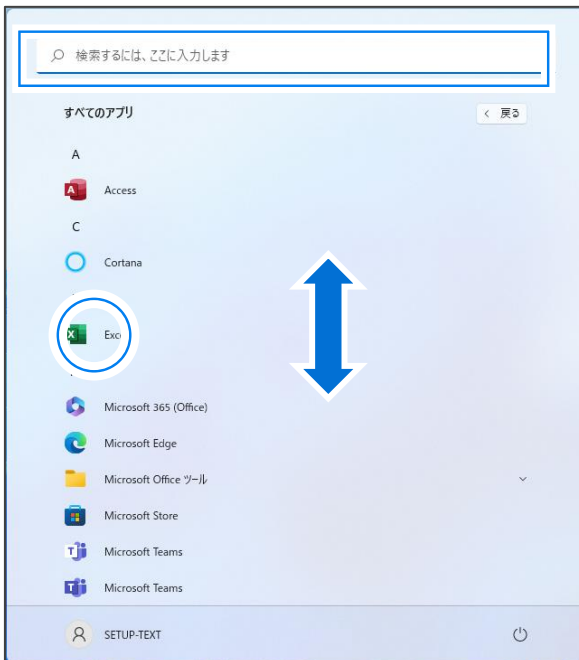 検索するには、ここに入力します
すべてのアプリ
戻る
A
Access
C
Cortana
Microsoft 365 (Office)
Microsoft Edge
Microsoft Office ツール
Microsoft Store
Microsoft Teams
Microsoft Teams
SETUP-TEXT